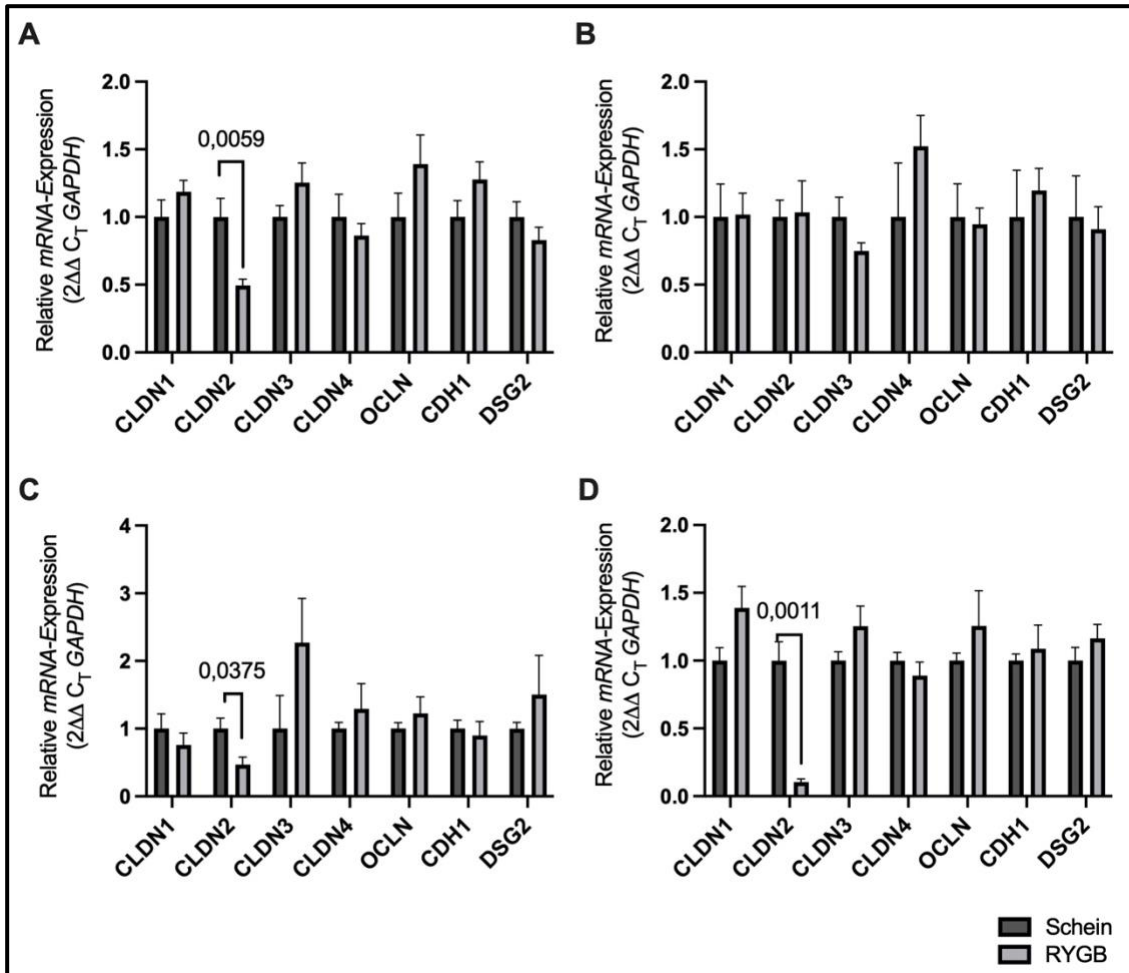 A
Relative mRNA-Expression
(2ΔΔ CT GAPDH)
2.0
1.5
1.0
0.5
0.0
0,0059
CLDN1
CLDN2
CLDN3
CLDN4
OCLN
CDH1
DSG2
B
Relative mRNA-Expression
(2ΔΔ CT GAPDH)
2.0
1.5
1.0
0.5
0.0
CLDN1
CLDN2
CLDN3
CLDN4
OCLN
CDH1
DSG2
C
Relative mRNA-Expression
(2ΔΔ CT GAPDH)
4
3
2
1
0
0,0375
CLDN1
CLDN2
CLDN3
CLDN4
OCLN
CDH1
DSG2
D
Relative mRNA-Expression
(2ΔΔ CT GAPDH)
2.0
1.5
1.0
0.5
0.0
0,0011
CLDN1
CLDN2
CLDN3
CLDN4
OCLN
CDH1
DSG2
Schein
RYGB